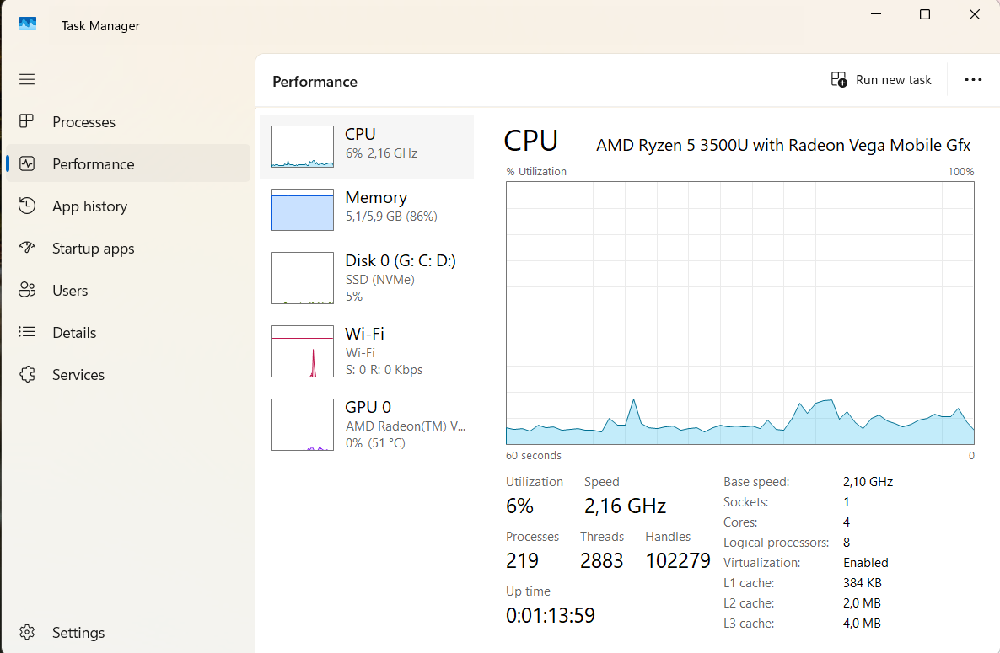 Task Manager
Processes
Performance
App history
Startup apps
Users
Details
Services
Settings
Performance
Run new task
CPU
6% 2,16 GHz
Memory
5,1/5,9 GB (86%)
Disk 0 (G: C: D:)
SSD (NVMe)
5%
Wi-Fi
Wi-Fi
S: 0 R: 0 Kbps
GPU 0
AMD Radeon(TM) V...
0% (51 °C)
CPU AMD Ryzen 5 3500U with Radeon Vega Mobile Gfx
% Utilization 100%
60 seconds 0
Utilization Speed
6% 2,16 GHz
Processes Threads Handles
219 2883 102279
Up time
0:01:13:59
Base speed: 2,10 GHz
Sockets: 1
Cores: 4
Logical processors: 8
Virtualization: Enabled
L1 cache: 384 KB
L2 cache: 2,0 MB
L3 cache: 4,0 MB